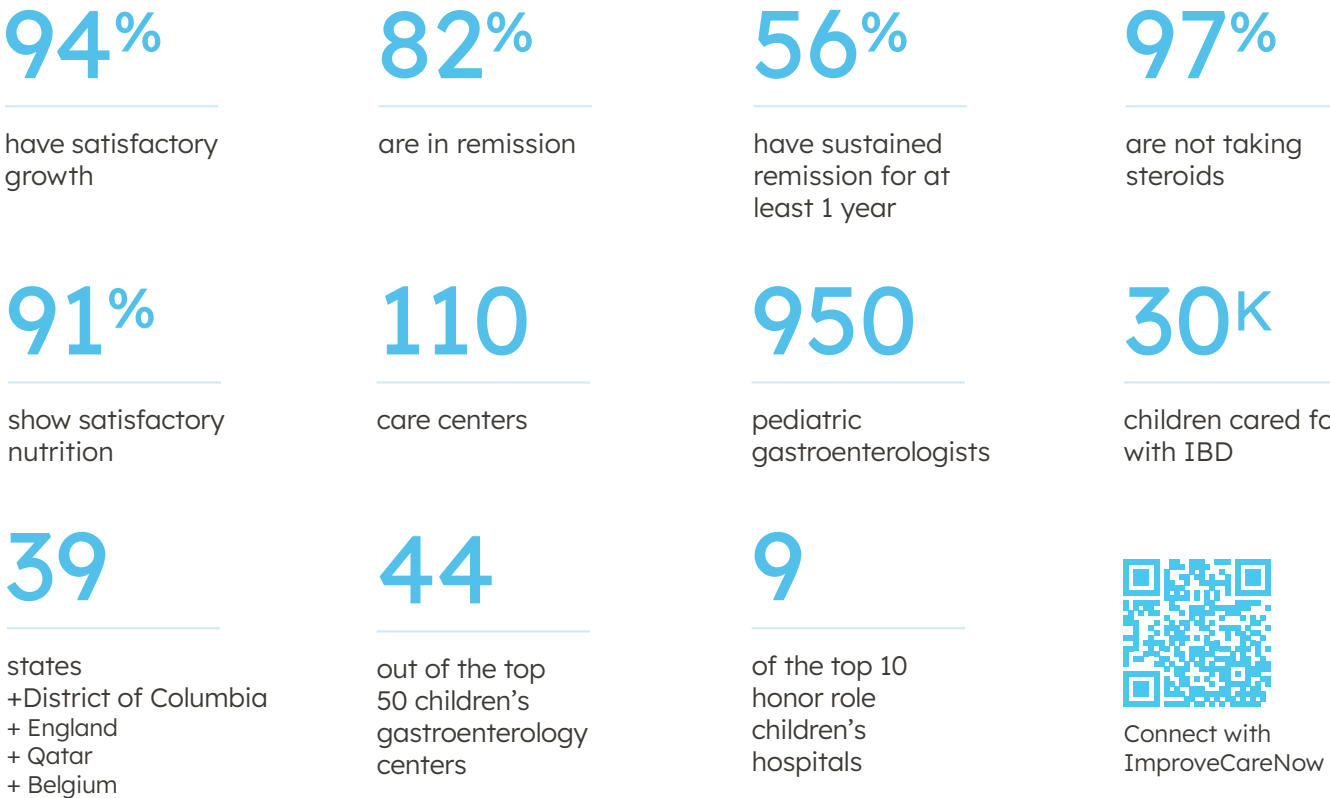 94%
have satisfactory
growth
82%
are in remission
56%
have sustained
remission for at
least 1 year
97%
are not taking
steroids
91%
show satisfactory
nutrition
110
care centers
950
pediatric
gastroenterologists
30K
children cared fo
with IBD
39
states
+District of Columbia
+ England
+ Qatar
+ Belgium
44
out of the top
50 children’s
gastroenterology
centers
9
of the top 10
honor role
children’s
hospitals
Connect with
ImproveCareNow